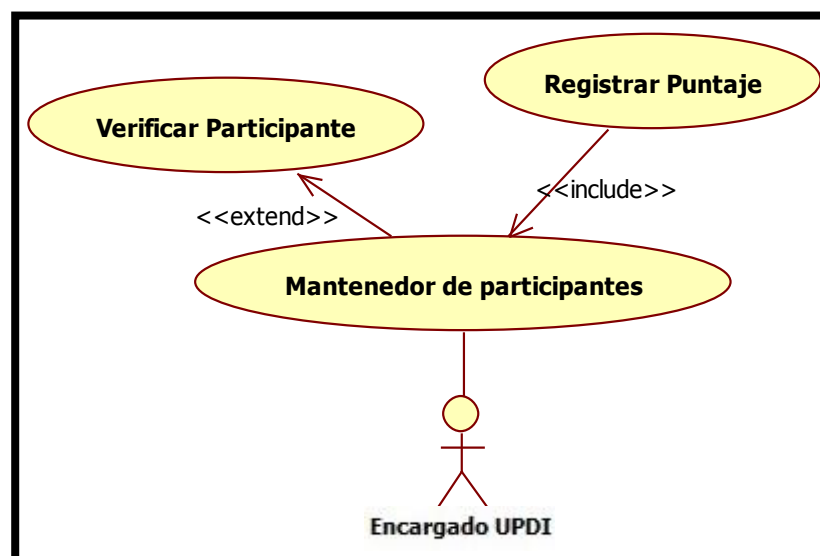 Registrar Puntaje
Verificar Participante
<<include>>
<<extend>>
Mantenedor de participantes
Encargado UPDI